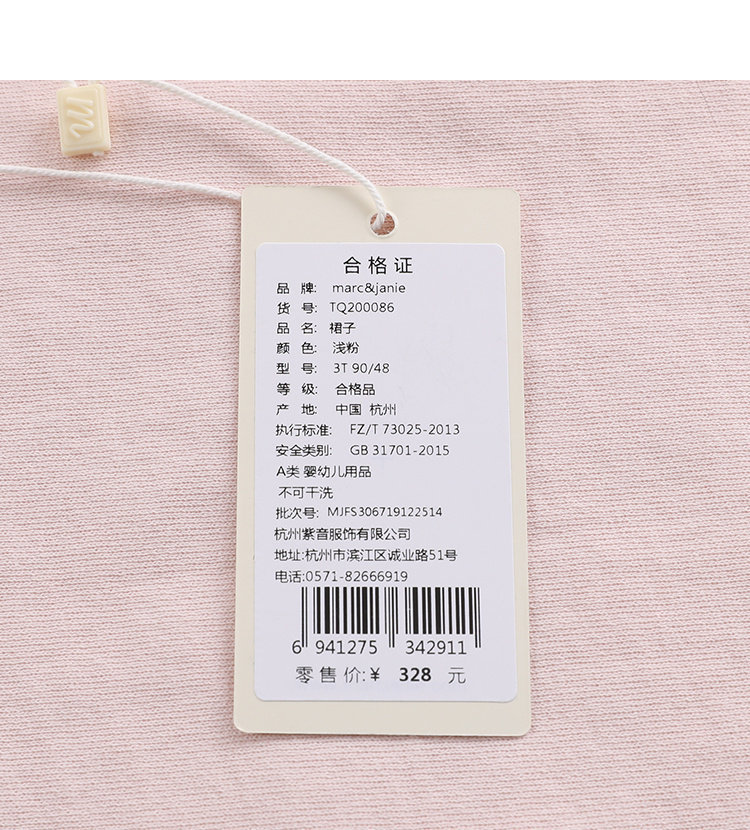 m
合格证
品 牌: marc&janie
货 号: TQ200086
品 名: 裙子
颜 色: 浅粉
型 号: 3T 90/48
等 级: 合格品
产 地: 中国 杭州
执行标准: FZ/T 73025-2013
安全类别: GB 31701-2015
A类 婴幼儿用品
不可干洗
批次号: MJFS306719122514
杭州紫音服饰有限公司
地址:杭州市滨江区诚业路51号
电话:0571-82666919
6 941275 342911
零售价:¥ 328 元